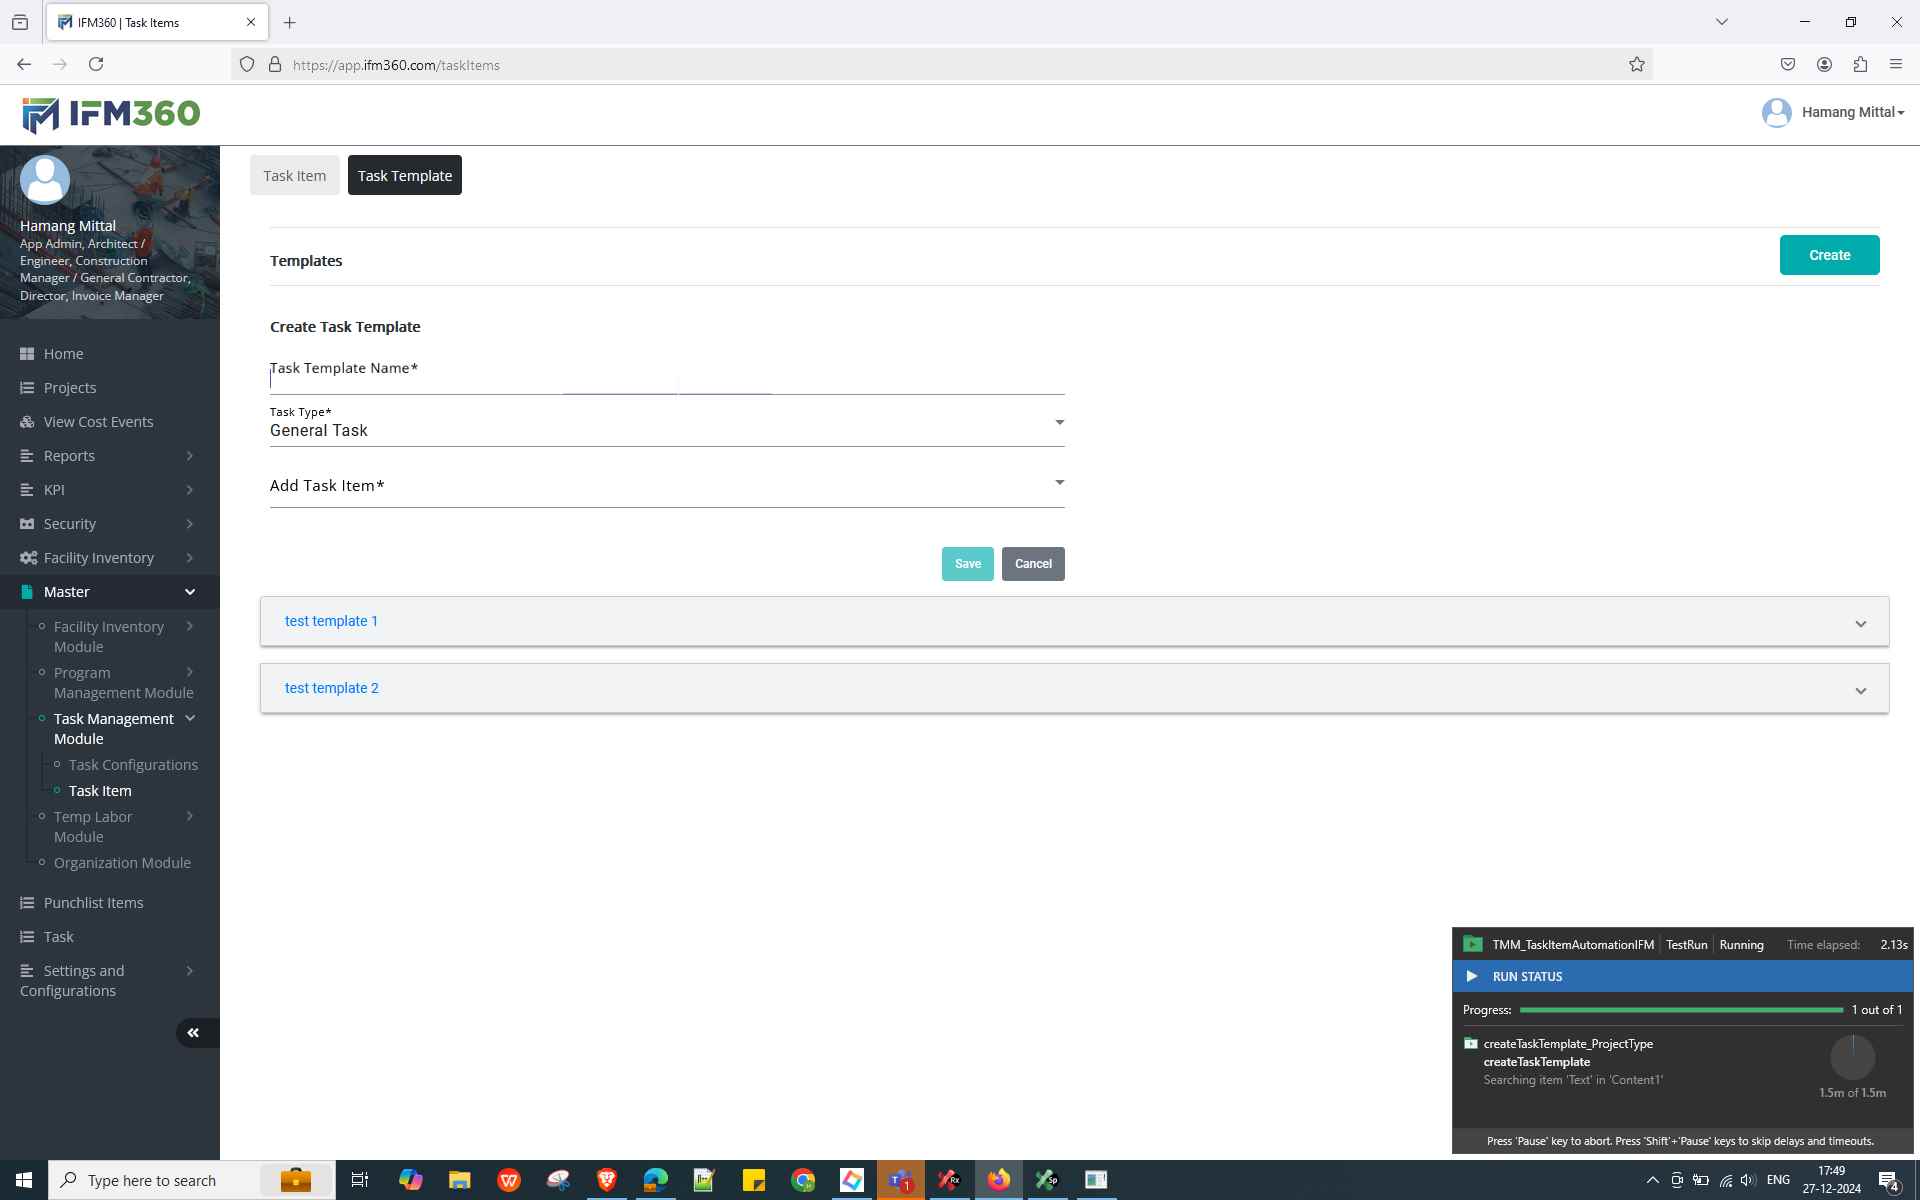 IFM360 | Task Items
https://app.ifm360.com/taskItems
IFM360
Hamang Mittal
Hamang Mittal
App Admin, Architect /
Engineer, Construction
Manager / General Contractor,
Director, Invoice Manager
Home
Projects
View Cost Events
Reports
KPI
Security
Facility Inventory
Master
Facility Inventory
Module
Program
Management Module
Task Management
Module
Task Configurations
Task Item
Temp Labor
Module
Organization Module
Punchlist Items
Task
Settings and
Configurations
Task Item
Task Template
Templates
Create
Create Task Template
Task Template Name*
Task Type*
General Task
Add Task Item*
Save
Cancel
test template 1
test template 2
TMM_TaskItemAutomationIFM
TestRun
Running
Time elapsed:
2.13s
RUN STATUS
Progress:
1 out of 1
createTaskTemplate_ProjectType
createTaskTemplate
Searching item 'Text' in 'Content1'
1.5m of 1.5m
Press 'Pause' key to abort. Press 'Shift'+'Pause' keys to skip delays and timeouts.
Type here to search
1
Rx
Sp
ENG
17:49
27-12-2024
4